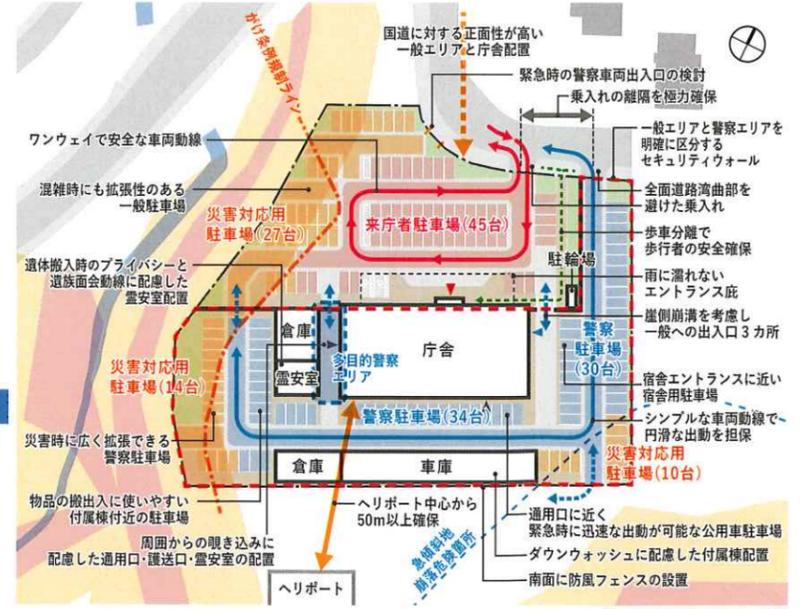 がけ条例規制ライン
国道に対する正面性が高い
一般エリアと庁舎配置
緊急時の警察車両出入口の検討
乗入れの離隔を極力確保
ワンウェイで安全な車両動線
一般エリアと警察エリアを
明確に区分する
セキュリティウォール
混雑時にも拡張性のある
一般駐車場
全面道路湾曲部を
避けた乗入れ
災害対応用
駐車場(27台)
来庁者駐車場(45台)
歩車分離で
歩行者の安全確保
駐輪場
遺体搬入時のプライバシーと
遺族面会動線に配慮した
霊安室配置
雨に濡れない
エントランス庇
崖側崩溝を考慮し
一般への出入口3カ所
倉庫
庁舎
警察
駐車場
(30台)
多目的警察
エリア
霊安室
災害対応用
駐車場(14台)
宿舎エントランスに近い
宿舎用駐車場
警察駐車場(34台)
シンプルな車両動線で
円滑な出動を担保
災害時に広く拡張できる
警察駐車場
倉庫
車庫
災害対応用
駐車場(10台)
物品の搬出入に使いやすい
付属棟付近の駐車場
ヘリポート中心から
50m以上確保
通用口に近く
緊急時に迅速な出動が可能な公用車駐車場
周囲からの覗き込みに
配慮した通用口・護送口・霊安室の配置
急傾斜地
崩落危険箇所
ダウンウォッシュに配慮した付属棟配置
南面に防風フェンスの設置
ヘリポート